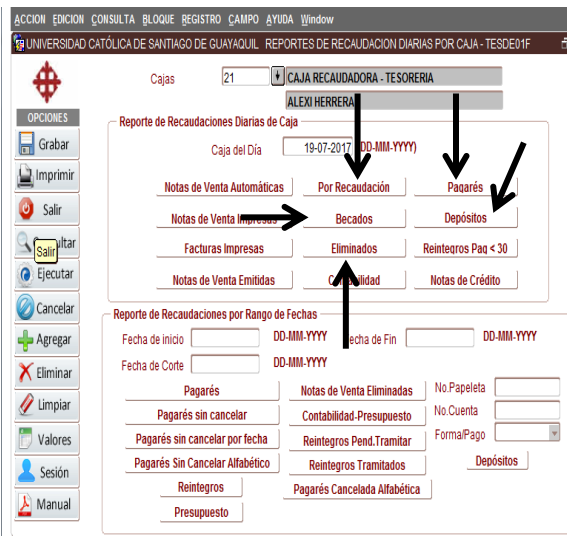 ACCION EDICION CONSULTA BLOQUE REGISTRO CAMPO AYUDA Window
UNIVERSIDAD CATÓLICA DE SANTIAGO DE GUAYAQUIL REPORTES DE RECAUDACION DIARIAS POR CAJA - TESDE01F
Cajas 21 CAJA RECAUDADORA - TESORERIA
ALEXI HERRERA
OPCIONES
Grabar
Imprimir
Salir
Salir
Ejecutar
Cancelar
Agregar
Eliminar
Limpiar
Valores
Sesión
Manual
Reporte de Recaudaciones Diarias de Caja
Caja del Día 19-07-2017 DD-MM-YYYY)
Notas de Venta Automáticas Por Recaudación Pagarés
Notas de Venta Impresas Becados Depósitos
Facturas Impresas Eliminados Reintegros Pag < 30
Notas de Venta Emitidas Contabilidad Notas de Crédito
Reporte de Recaudaciones por Rango de Fechas
Fecha de inicio DD-MM-YYYY Fecha de Fin DD-MM-YYYY
Fecha de Corte DD-MM-YYYY
Pagarés Notas de Venta Eliminadas No.Papeleta
Pagarés sin cancelar Contabilidad-Presupuesto No.Cuenta
Pagarés sin cancelar por fecha Reintegros Pend.Tramitar Forma/Pago
Pagarés Sin Cancelar Alfabético Reintegros Tramitados Depósitos
Reintegros Pagarés Cancelada Alfabética
Presupuesto